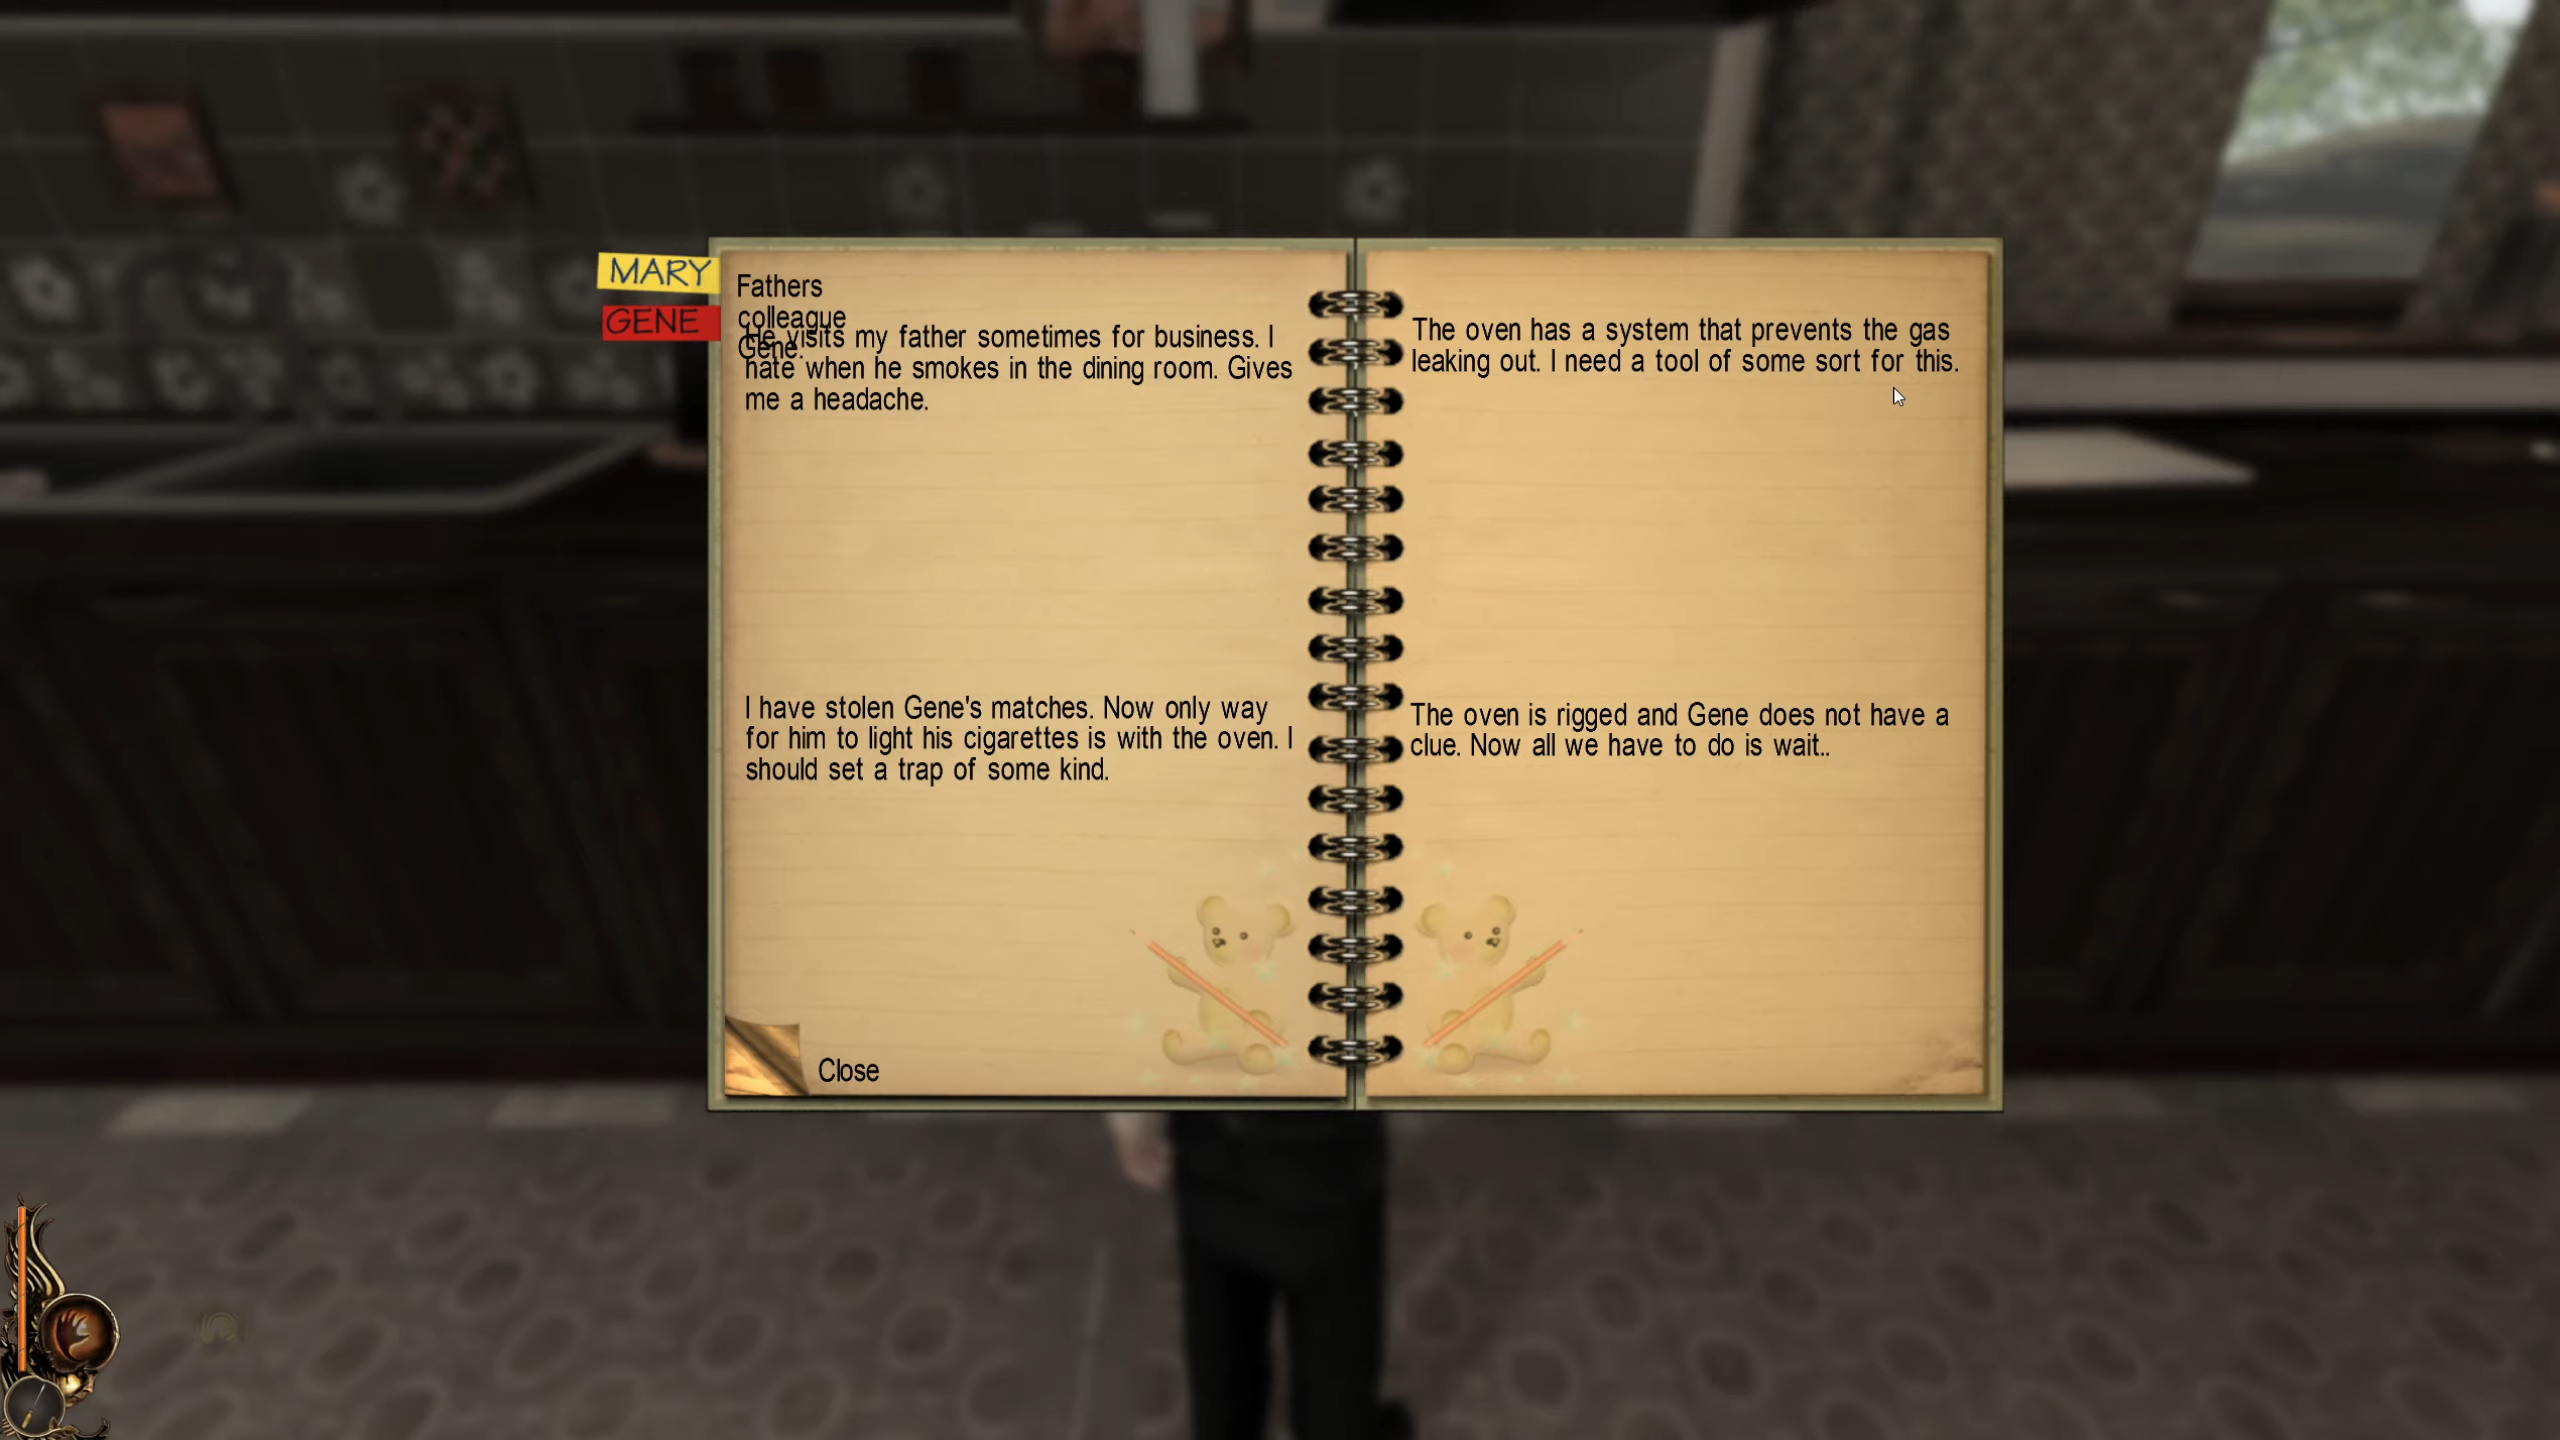 MARY
GENE
Fathers
colleague
Gene.
He visits my father sometimes for business. I
hate when he smokes in the dining room. Gives
me a headache.
I have stolen Gene's matches. Now only way
for him to light his cigarettes is with the oven. I
should set a trap of some kind.
Close
The oven has a system that prevents the gas
leaking out. I need a tool of some sort for this.
The oven is rigged and Gene does not have a
clue. Now all we have to do is wait..